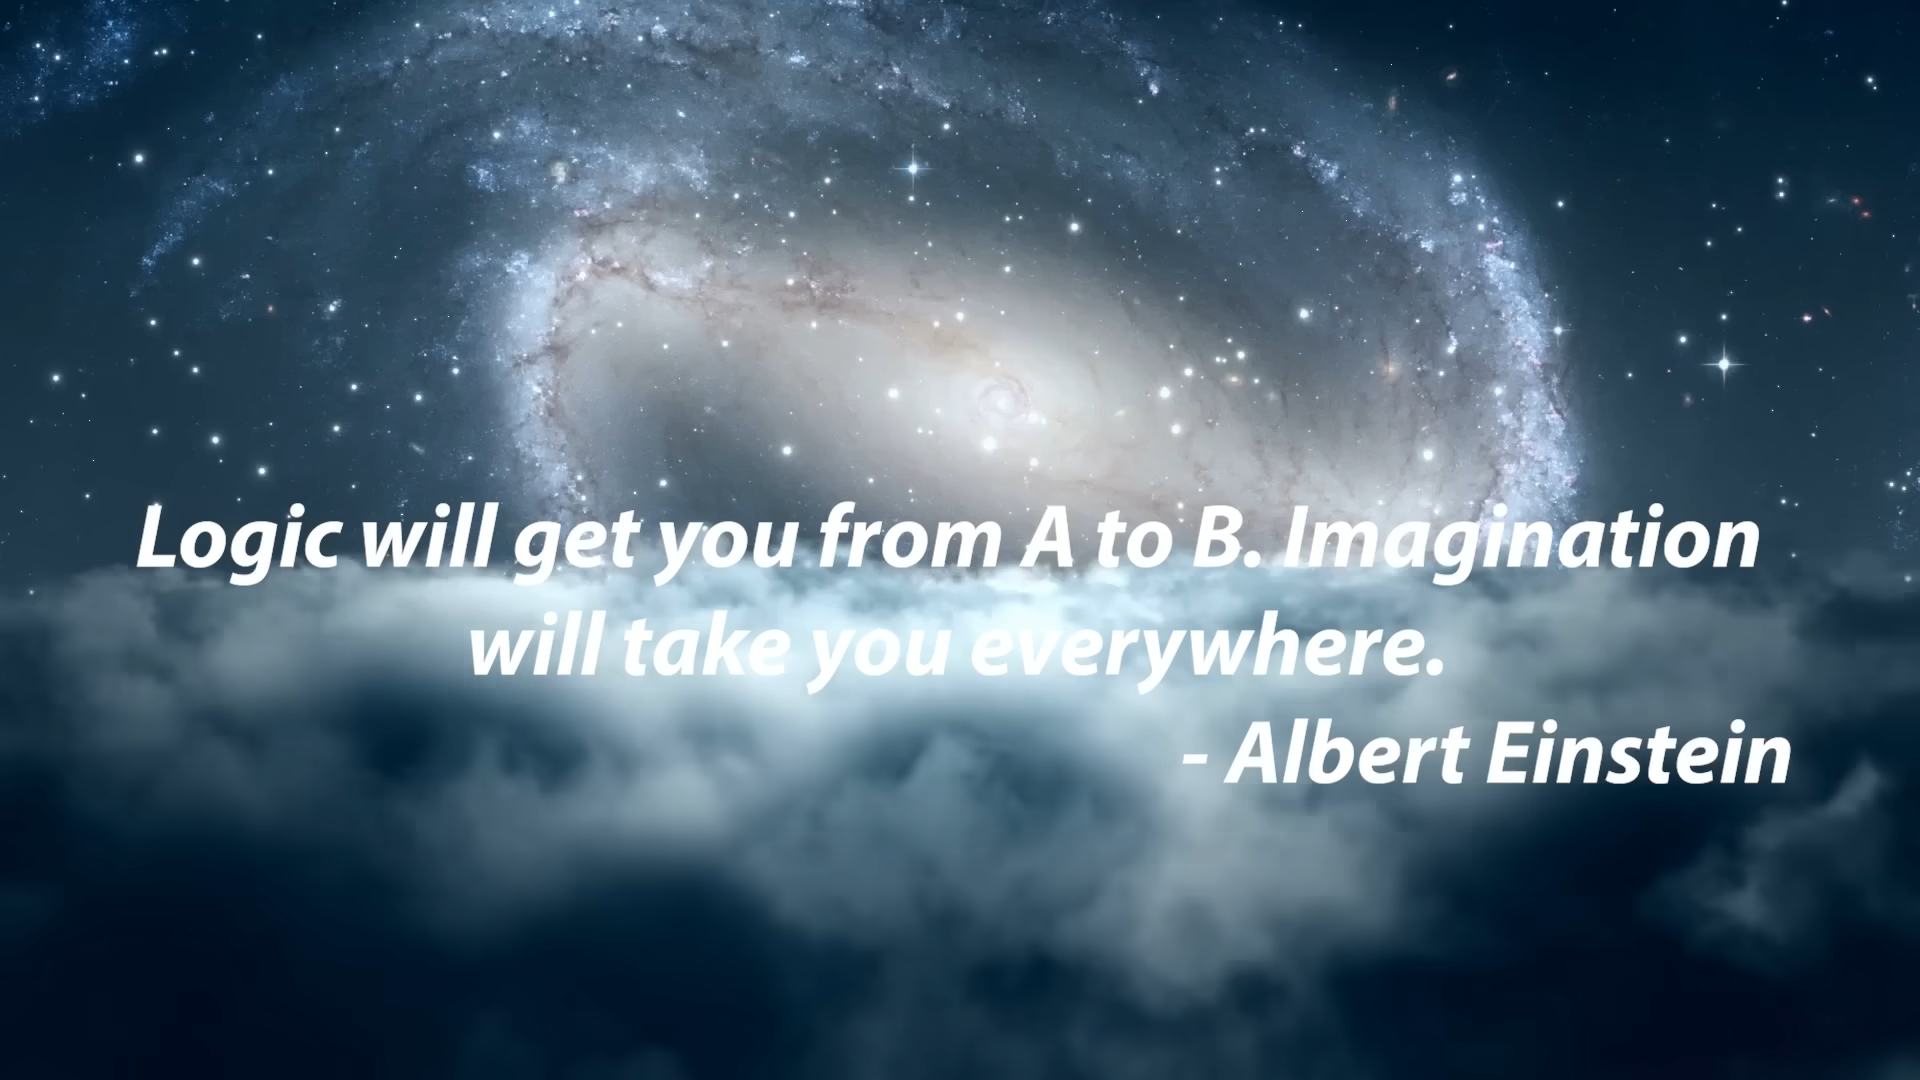 Logic will get you from A to B. Imagination
will take you everywhere.
- Albert Einstein